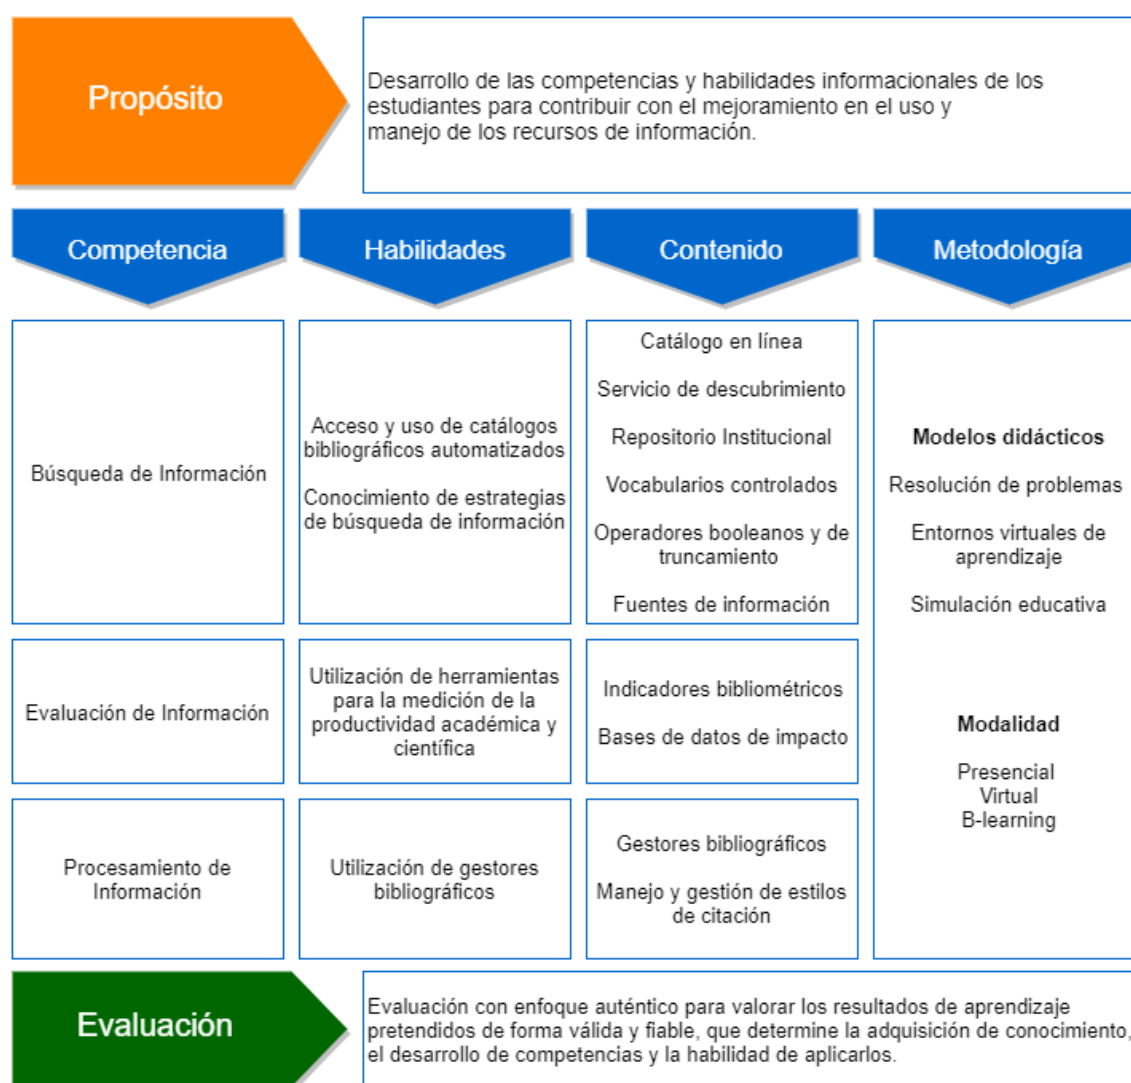 Propósito
Desarrollo de las competencias y habilidades informacionales de los
estudiantes para contribuir con el mejoramiento en el uso y
manejo de los recursos de información.
Competencia
Habilidades
Contenido
Metodología
Búsqueda de Información
Acceso y uso de catálogos
bibliográficos automatizados
Conocimiento de estrategias
de búsqueda de información
Catálogo en línea
Servicio de descubrimiento
Repositorio Institucional
Vocabularios controlados
Operadores booleanos y de
truncamiento
Fuentes de información
Modelos didácticos
Resolución de problemas
Entornos virtuales de
aprendizaje
Simulación educativa
Modalidad
Presencial
Virtual
B-learning
Evaluación de Información
Utilización de herramientas
para la medición de la
productividad académica y
científica
Indicadores bibliométricos
Bases de datos de impacto
Procesamiento de
Información
Utilización de gestores
bibliográficos
Gestores bibliográficos
Manejo y gestión de estilos
de citación
Evaluación
Evaluación con enfoque auténtico para valorar los resultados de aprendizaje
pretendidos de forma válida y fiable, que determine la adquisición de conocimiento,
el desarrollo de competencias y la habilidad de aplicarlos.